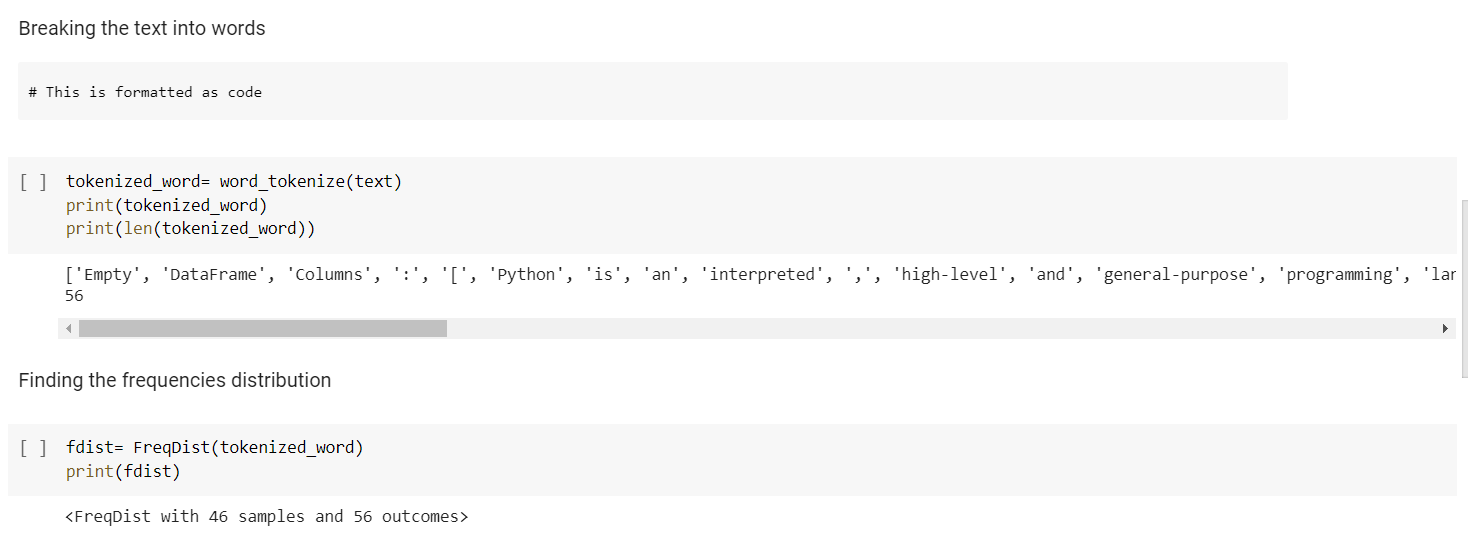 Breaking the text into words
# This is formatted as code
[ ] tokenized_word= word_tokenize(text)
print(tokenized_word)
print(len(tokenized_word))
['Empty', 'DataFrame', 'Columns', ':', '[', 'Python', 'is', 'an', 'interpreted', ',', 'high-level', 'and', 'general-purpose', 'programming', 'lan
56
Finding the frequencies distribution
[ ] fdist= FreqDist(tokenized_word)
print(fdist)
<FreqDist with 46 samples and 56 outcomes>